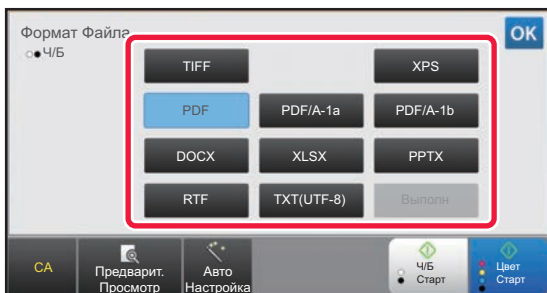 Формат Файла
Ч/Б
OK
TIFF
XPS
PDF
PDF/A-1a
PDF/A-1b
DOCX
XLSX
PPTX
RTF
TXT(UTF-8)
Выполн
CA
Предварит.
Просмотр
Авто
Настройка
Ч/Б
Старт
Цвет
Старт